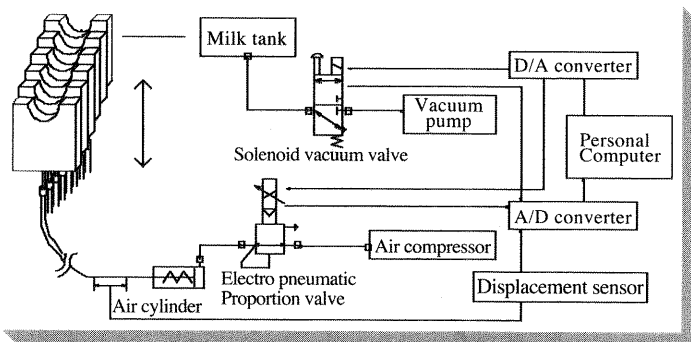 Milk tank
D/A converter
Vacuum
pump
Personal
Computer
Solenoid vacuum valve
A/D converter
Air compressor
Electro pneumatic
Proportion valve
Displacement sensor
Air cylinder